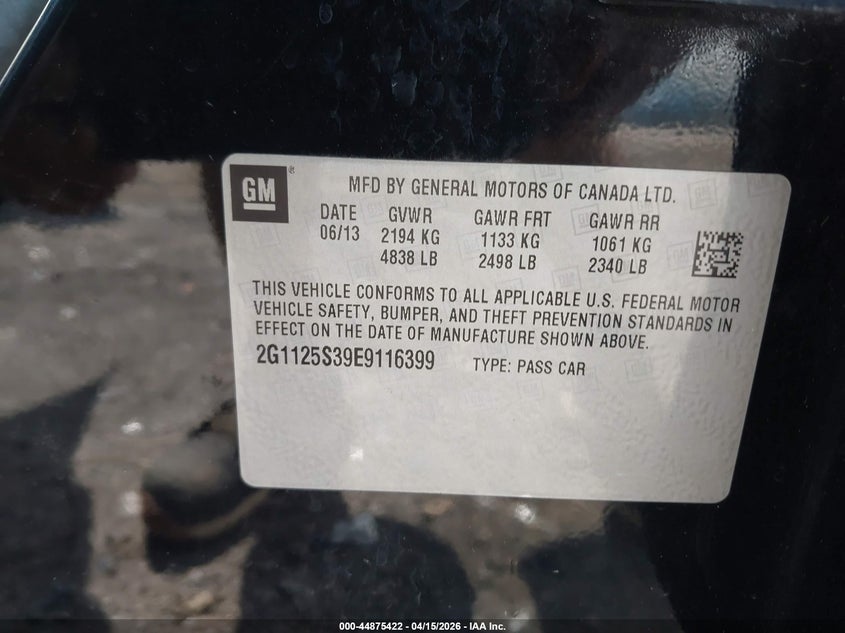 GM ®
MFD BY GENERAL MOTORS OF CANADA LTD.
DATE GVWR GAWR FRT GAWR RR
06/13 2194 KG 1133 KG 1061 KG
4838 LB 2498 LB 2340 LB
THIS VEHICLE CONFORMS TO ALL APPLICABLE U.S. FEDERAL MOTOR
VEHICLE SAFETY, BUMPER, AND THEFT PREVENTION STANDARDS IN
EFFECT ON THE DATE OF MANUFACTURE SHOWN ABOVE.
2G1125S39E9116399 TYPE: PASS CAR
000-44875422 - 04/15/2026 - IAA Inc.